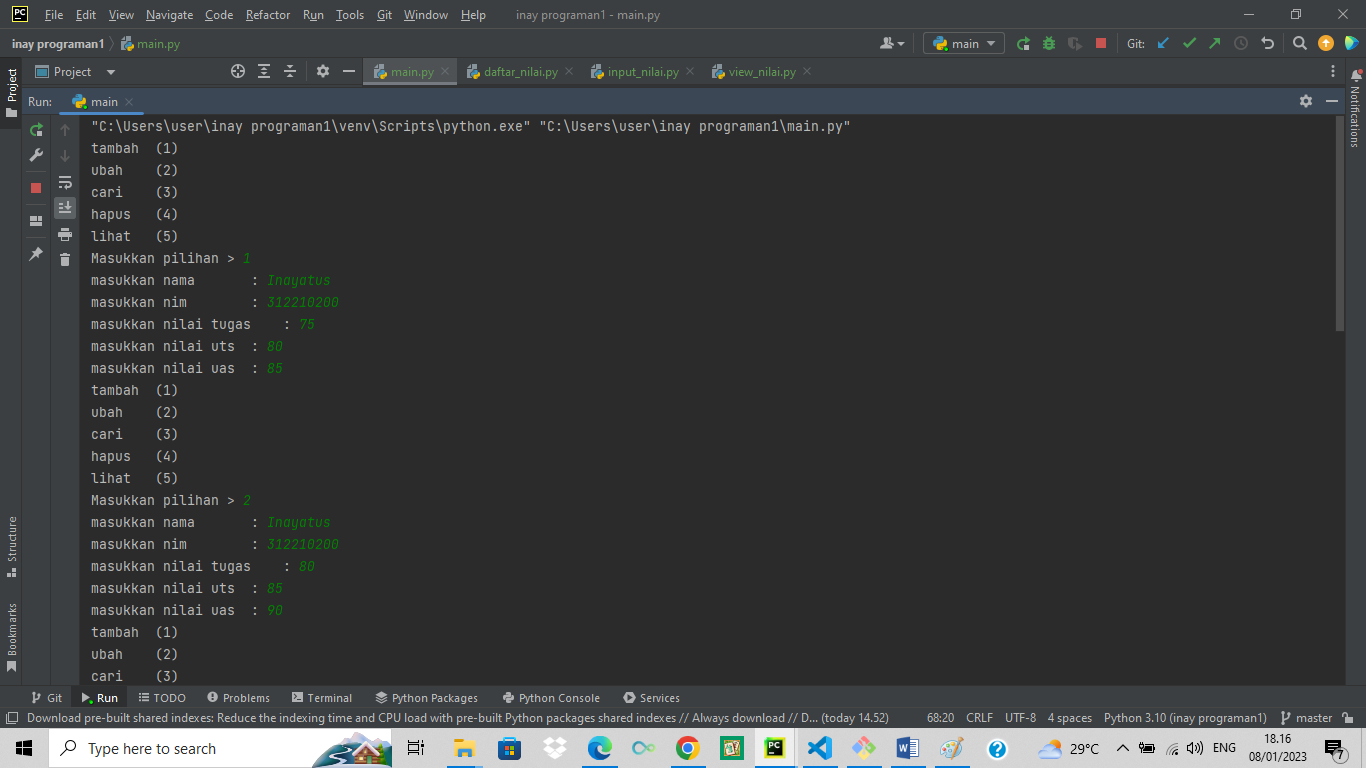 File Edit View Navigate Code Refactor Run Tools Git Window Help inay programan1 - main.py
inay programan1 main.py main Git:
Project main.py daftar_nilai.py input_nilai.py view_nilai.py
Project
Notifications
Run: main
"C:\Users\user\inay programan1\venv\Scripts\python.exe" "C:\Users\user\inay programan1\main.py"
tambah (1)
ubah (2)
cari (3)
hapus (4)
lihat (5)
Masukkan pilihan > 1
masukkan nama : Inayatus
masukkan nim : 312210200
masukkan nilai tugas : 75
masukkan nilai uts : 80
masukkan nilai uas : 85
tambah (1)
ubah (2)
cari (3)
hapus (4)
lihat (5)
Masukkan pilihan > 2
masukkan nama : Inayatus
masukkan nim : 312210200
masukkan nilai tugas : 80
masukkan nilai uts : 85
masukkan nilai uas : 90
tambah (1)
ubah (2)
cari (3)
Structure
Bookmarks
Git Run TODO Problems Terminal Python Packages Python Console Services
Download pre-built shared indexes: Reduce the indexing time and CPU load with pre-built Python packages shared indexes // Always download // D... (today 14.52) 68:20 CRLF UTF-8 4 spaces Python 3.10 (inay programan1) master
Type here to search 29°C ENG 18.16
08/01/2023 7